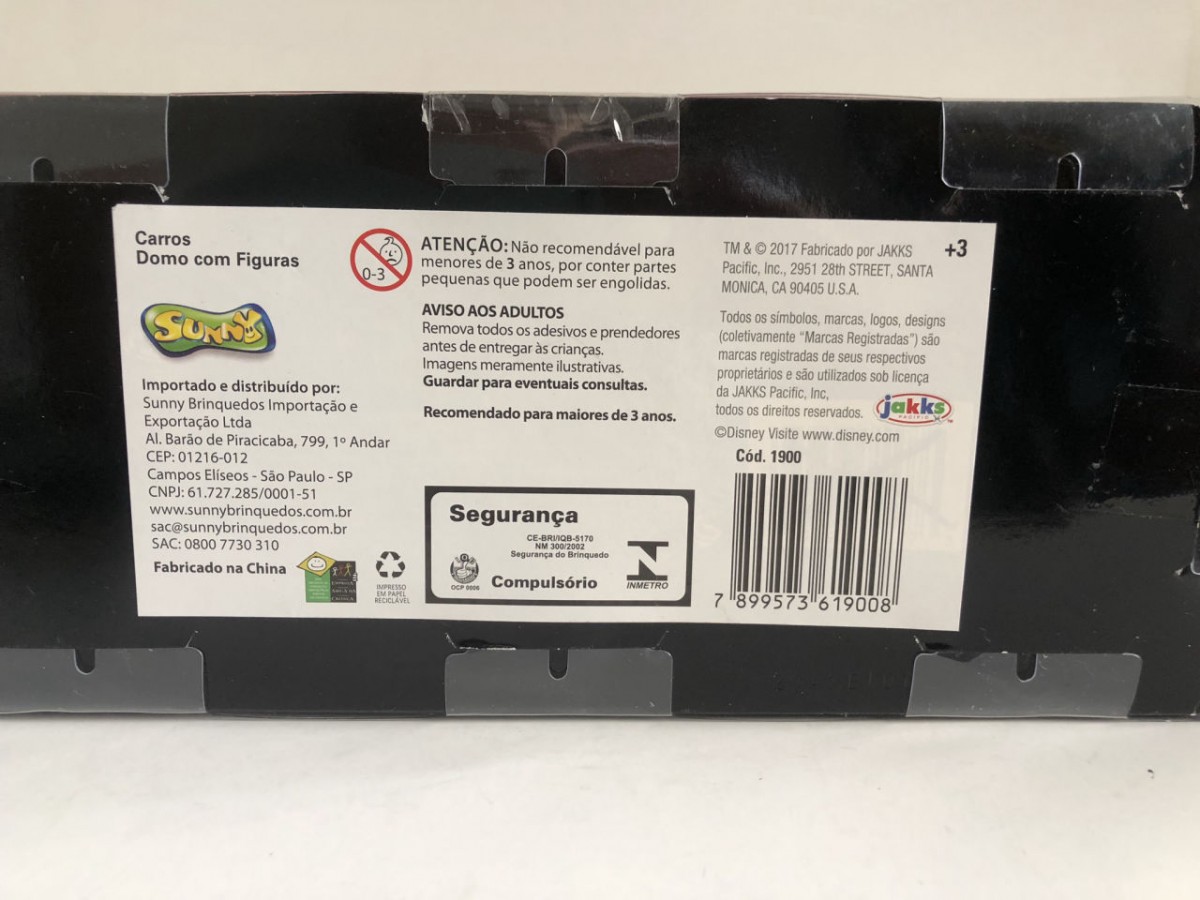 Carros
Domo com Figuras
SUNNY
Importado e distribuído por:
Sunny Brinquedos Importação e
Exportação Ltda
Al. Barão de Piracicaba, 799, 1º Andar
CEP: 01216-012
Campos Elíseos - São Paulo - SP
CNPJ: 61.727.285/0001-51
www.sunnybrinquedos.com.br
sac@sunnybrinquedos.com.br
SAC: 0800 7730 310
Fabricado na China
IMPRESSO
EM PAPEL
RECICLÁVEL
0-3
ATENÇÃO: Não recomendável para
menores de 3 anos, por conter partes
pequenas que podem ser engolidas.
AVISO AOS ADULTOS
Remova todos os adesivos e prendedores
antes de entregar às crianças.
Imagens meramente ilustrativas.
Guardar para eventuais consultas.
Recomendado para maiores de 3 anos.
Segurança
CE-BRI/IQB-5170
NM 300/2002
Segurança do Brinquedo
Compulsório
OCP 0006
INMETRO
TM & © 2017 Fabricado por JAKKS
Pacific, Inc., 2951 28th STREET, SANTA
MONICA, CA 90405 U.S.A.
+3
Todos os símbolos, marcas, logos, designs
(coletivamente "Marcas Registradas") são
marcas registradas de seus respectivos
proprietários e são utilizados sob licença
da JAKKS Pacific, Inc,
todos os direitos reservados.
jakks
PACIFIC
©Disney Visite www.disney.com
Cód. 1900
7 899573 619008